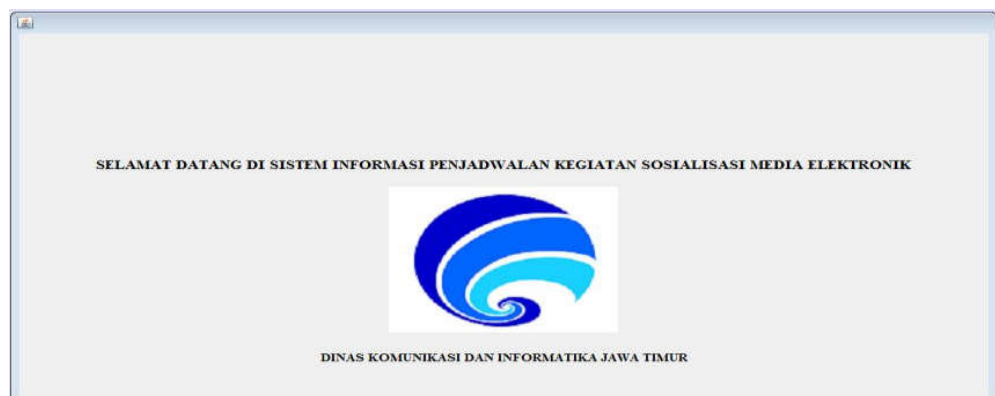 SELAMAT DATANG DI SISTEM INFORMASI PENJADWALAN KEGIATAN SOSIALISASI MEDIA ELEKTRONIK
DINAS KOMUNIKASI DAN INFORMATIKA JAWA TIMUR